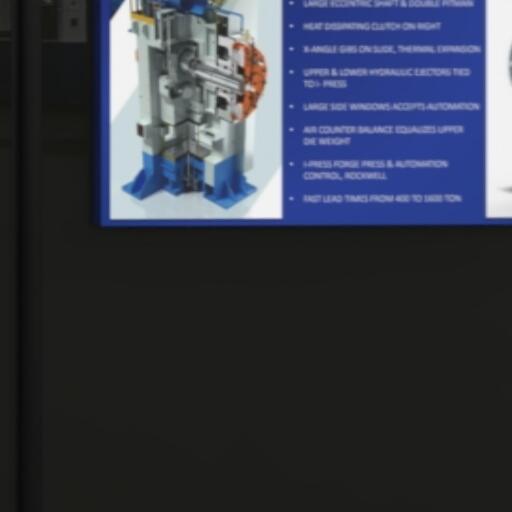 LARGE ECCENTRIC SHAFT & DOUBLE PITMAN
HEAT DISSIPATING CLUTCH ON RIGHT
X-ANGLE GIBS ON SLIDE, THERMAL EXPANSION
UPPER & LOWER HYDRAULIC EJECTORS TIED
TO I- PRESS
LARGE SIDE WINDOWS ACCEPTS AUTOMATION
AIR COUNTER BALANCE EQUALIZES UPPER
DIE WEIGHT
I-PRESS FORGE PRESS & AUTOMATION
CONTROL, ROCKWELL
FAST LEAD TIMES FROM 400 TO 1600 TON